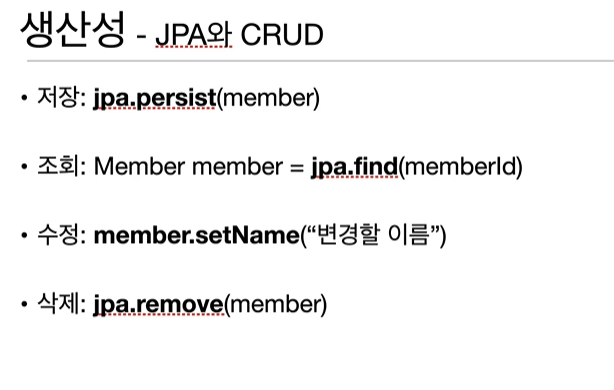 생산성 - JPA와 CRUD
• 저장: jpa.persist(member)
• 조회: Member member = jpa.find(memberId)
• 수정: member.setName(“변경할 이름”)
• 삭제: jpa.remove(member)